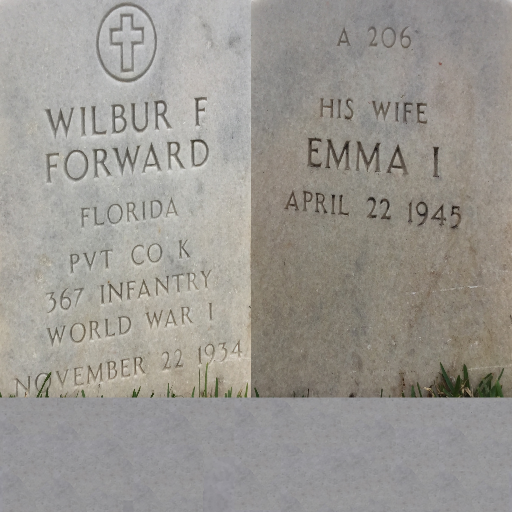 WILBUR F
FORWARD
FLORIDA
PVT CO K
367 INFANTRY
WORLD WAR I
NOVEMBER 22 1934
A 206
HIS WIFE
EMMA I
APRIL 22 1945